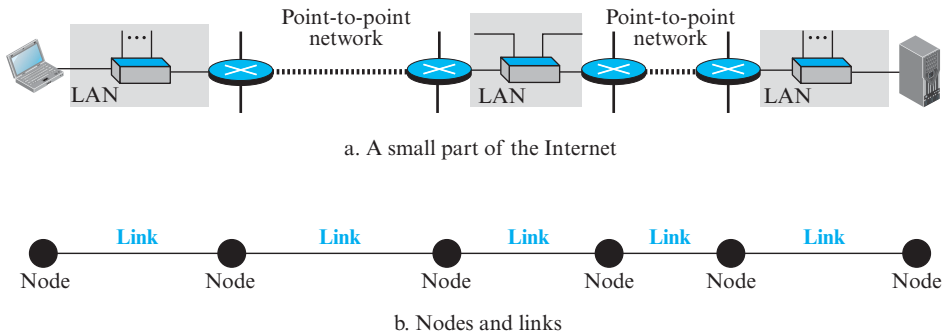 Point-to-point
network
Point-to-point
network
LAN
LAN
LAN
a. A small part of the Internet
Link
Link
Link
Link
Link
Node
Node
Node
Node
Node
Node
b. Nodes and links